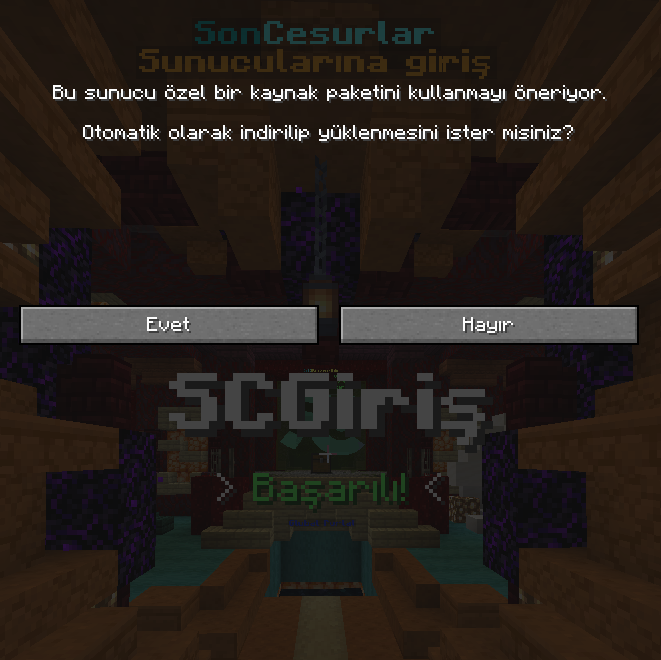 SonCesurlar
Sunucularına giriş
Bu sunucu özel bir kaynak paketini kullanmayı öneriyor.
Otomatik olarak indirilip yüklenmesini ister misiniz?
Evet
Hayır
SCGiriş
> Başarılı! <